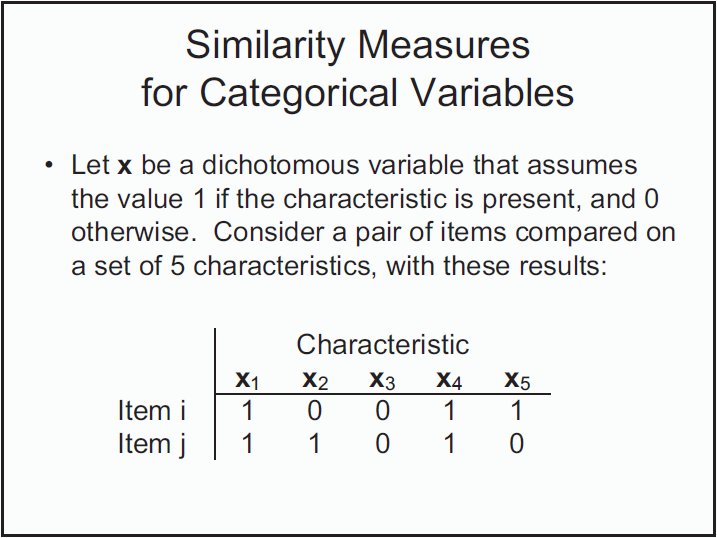 Similarity Measures
for Categorical Variables
• Let x be a dichotomous variable that assumes
the value 1 if the characteristic is present, and 0
otherwise.  Consider a pair of items compared on
a set of 5 characteristics, with these results:
Characteristic
x1 x2 x3 x4 x5
Item i 1 0 0 1 1
Item j 1 1 0 1 0